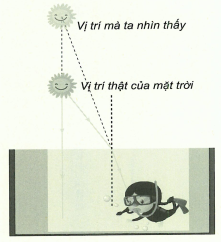 Vị trí mà ta nhìn thấy
Vị trí thật của mặt trời